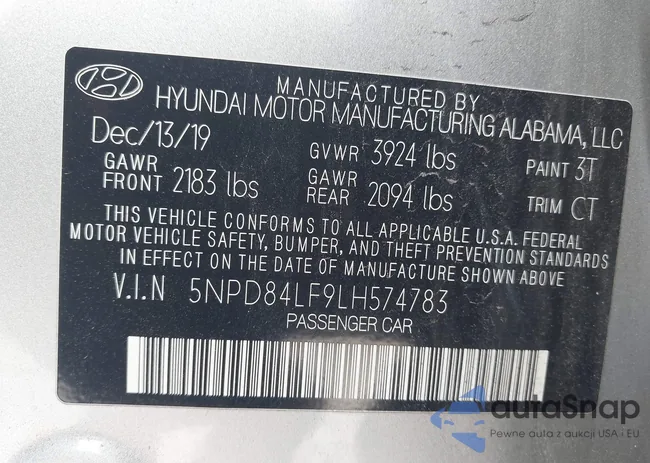 MANUFACTURED BY
HYUNDAI MOTOR MANUFACTURING ALABAMA, LLC
Dec/13/19 GVWR 3924 lbs PAINT 3T
GAWR FRONT 2183 lbs GAWR REAR 2094 lbs TRIM CT
THIS VEHICLE CONFORMS TO ALL APPLICABLE U.S.A. FEDERAL
MOTOR VEHICLE SAFETY, BUMPER, AND THEFT PREVENTION STANDARDS
IN EFFECT ON THE DATE OF MANUFACTURE SHOWN ABOVE
V.I.N 5NPD84LF9LH574783
PASSENGER CAR
autoSnap
Pewne auta z aukcji USA i EU